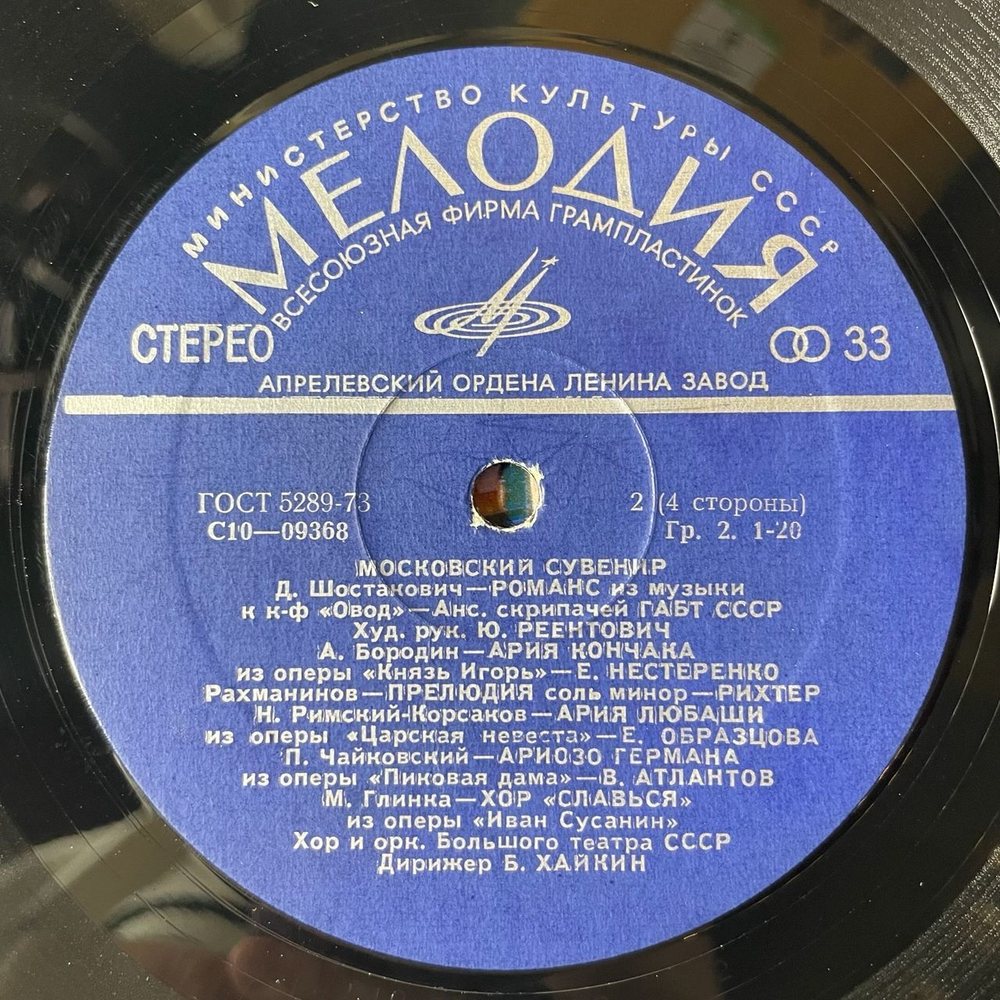 МИНИСТЕРСТВО КУЛЬТУРЫ СССР
МЕЛОДИЯ
ВСЕСОЮЗНАЯ ФИРМА ГРАМПЛАСТИНОК
СТЕРЕО
33
АПРЕЛЕВСКИЙ ОРДЕНА ЛЕНИНА ЗАВОД
ГОСТ 5289-73
2 (4 стороны)
С10—09368
Гр. 2. 1-20
МОСКОВСКИЙ СУВЕНИР
Д. Шостакович—РОМАНС из музыки
к к-ф «Овод»—Анс. скрипачей ГАБТ СССР
Худ. рук. Ю. РЕЕНТОВИЧ
А. Бородин—АРИЯ КОНЧАКА
из оперы «Князь Игорь»—Е. НЕСТЕРЕНКО
Рахманинов—ПРЕЛЮДИЯ соль минор—РИХТЕР
Н. Римский-Корсаков—АРИЯ ЛЮБАШИ
из оперы «Царская невеста»—Е. ОБРАЗЦОВА
П. Чайковский—АРИОЗО ГЕРМАНА
из оперы «Пиковая дама»—В. АТЛАНТОВ
М. Глинка—ХОР «СЛАВЬСЯ»
из оперы «Иван Сусанин»
Хор и орк. Большого театра СССР
Дирижер Б. ХАЙКИН